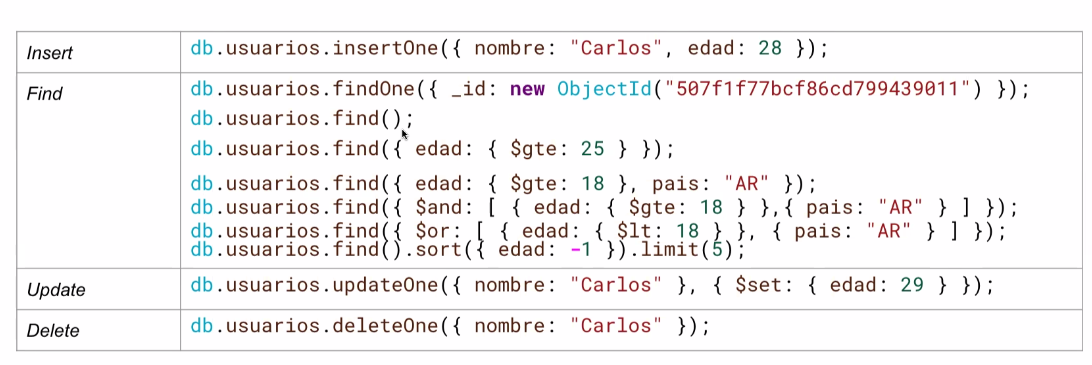 Insert
db.usuarios.insertOne({ nombre: "Carlos", edad: 28 });
Find
db.usuarios.findOne({ _id: new ObjectId("507f1f77bcf86cd799439011") });
db.usuarios.find();
db.usuarios.find({ edad: { $gte: 25 } });
db.usuarios.find({ edad: { $gte: 18 }, pais: "AR" });
db.usuarios.find({ $and: [ { edad: { $gte: 18 } },{ pais: "AR" } ] });
db.usuarios.find({ $or: [ { edad: { $lt: 18 } }, { pais: "AR" } ] });
db.usuarios.find().sort({ edad: -1 }).limit(5);
Update
db.usuarios.updateOne({ nombre: "Carlos" }, { $set: { edad: 29 } });
Delete
db.usuarios.deleteOne({ nombre: "Carlos" });